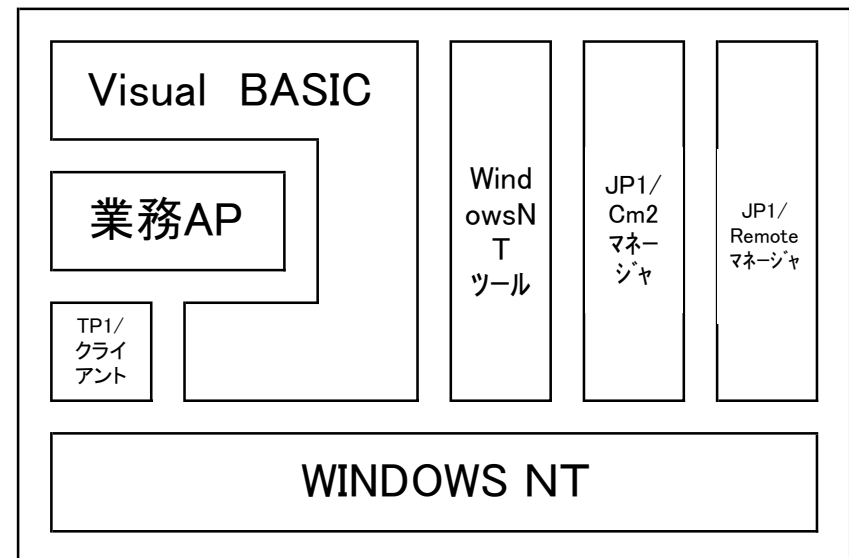 Visual BASIC
業務AP
TP1/
クライ
アント
Wind
owsN
T
ツール
JP1/
Cm2
マネー
ジャ
JP1/
Remote
マネージャ
WINDOWS NT